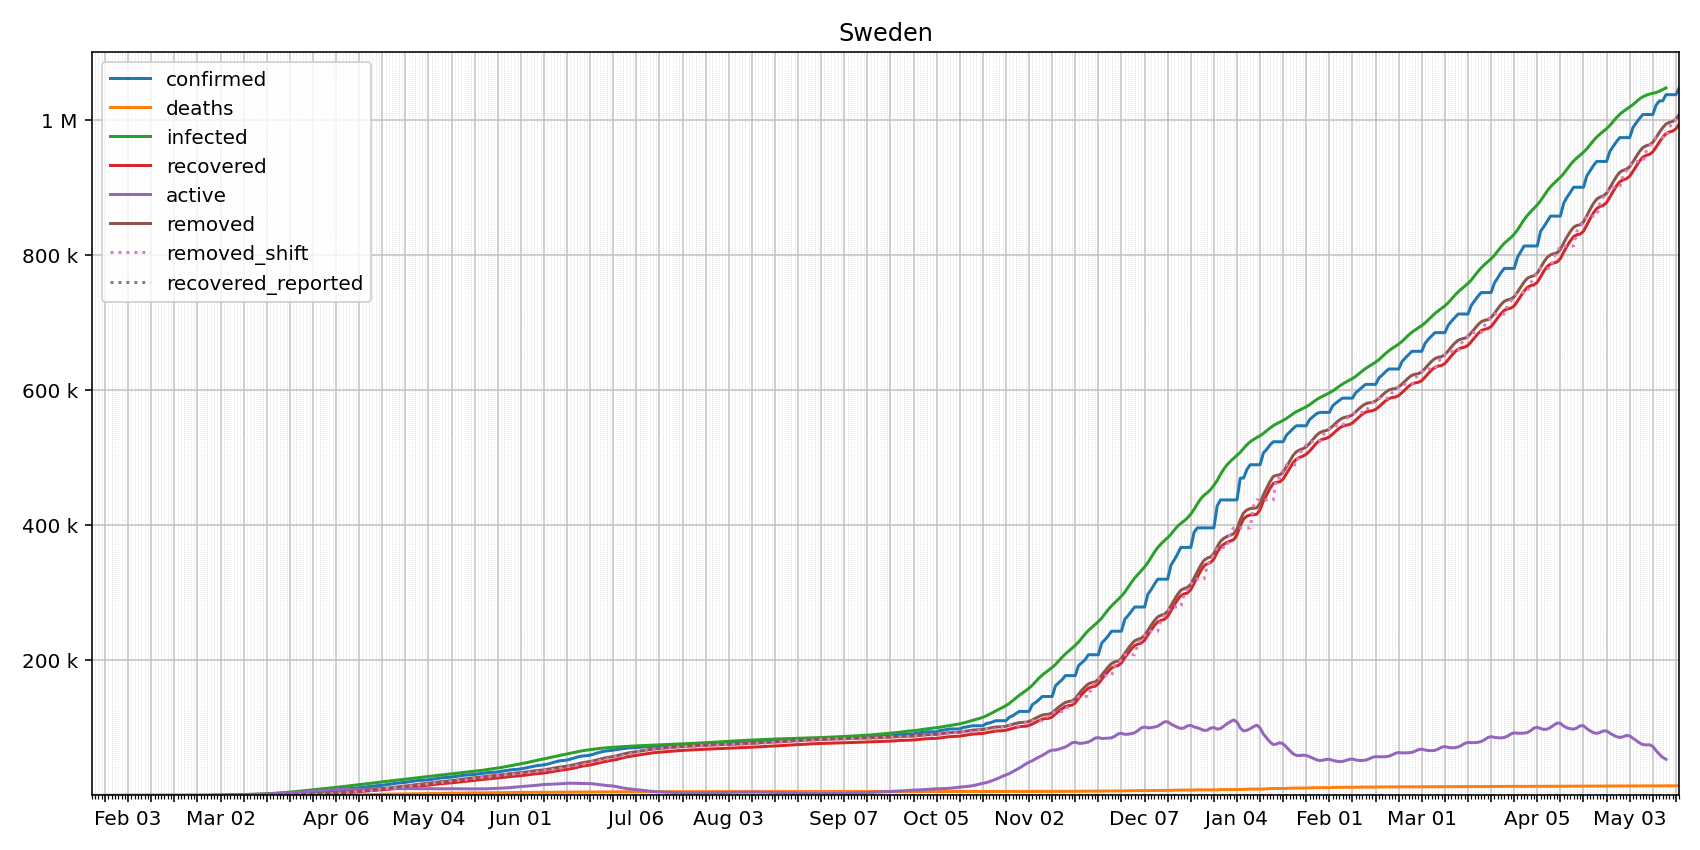 Sweden
confirmed
deaths
infected
recovered
active
removed
removed_shift
recovered_reported
1 M
800 k
600 k
400 k
200 k
Feb 03 Mar 02 Apr 06 May 04 Jun 01 Jul 06 Aug 03 Sep 07 Oct 05 Nov 02 Dec 07 Jan 04 Feb 01 Mar 01 Apr 05 May 03